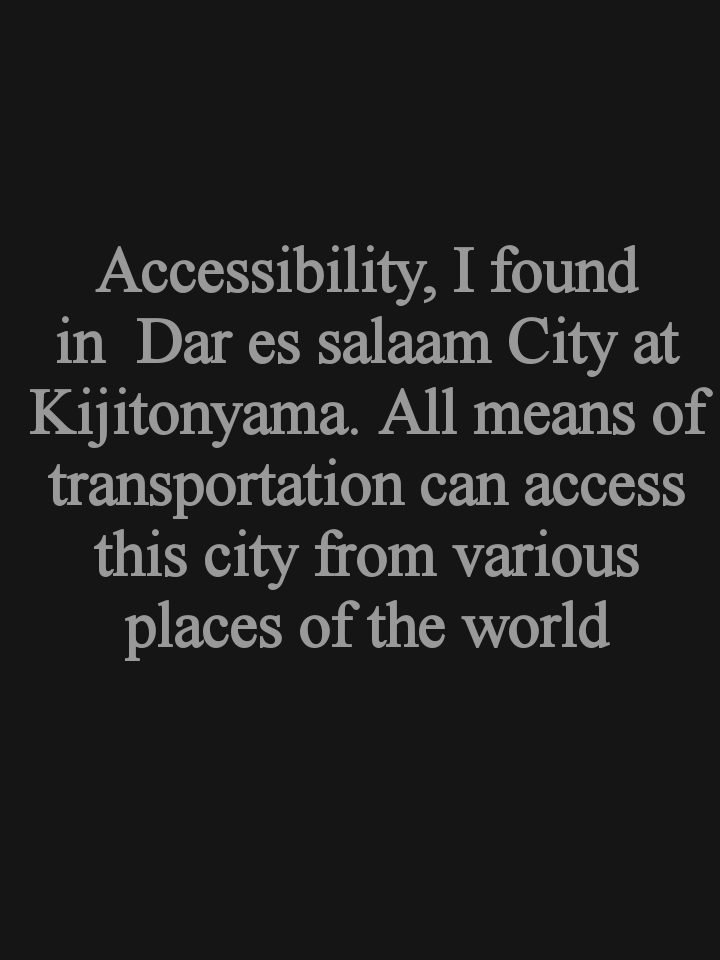 Accessibility, I found
in  Dar es salaam City at
Kijitonyama. All means of
transportation can access
this city from various
places of the world